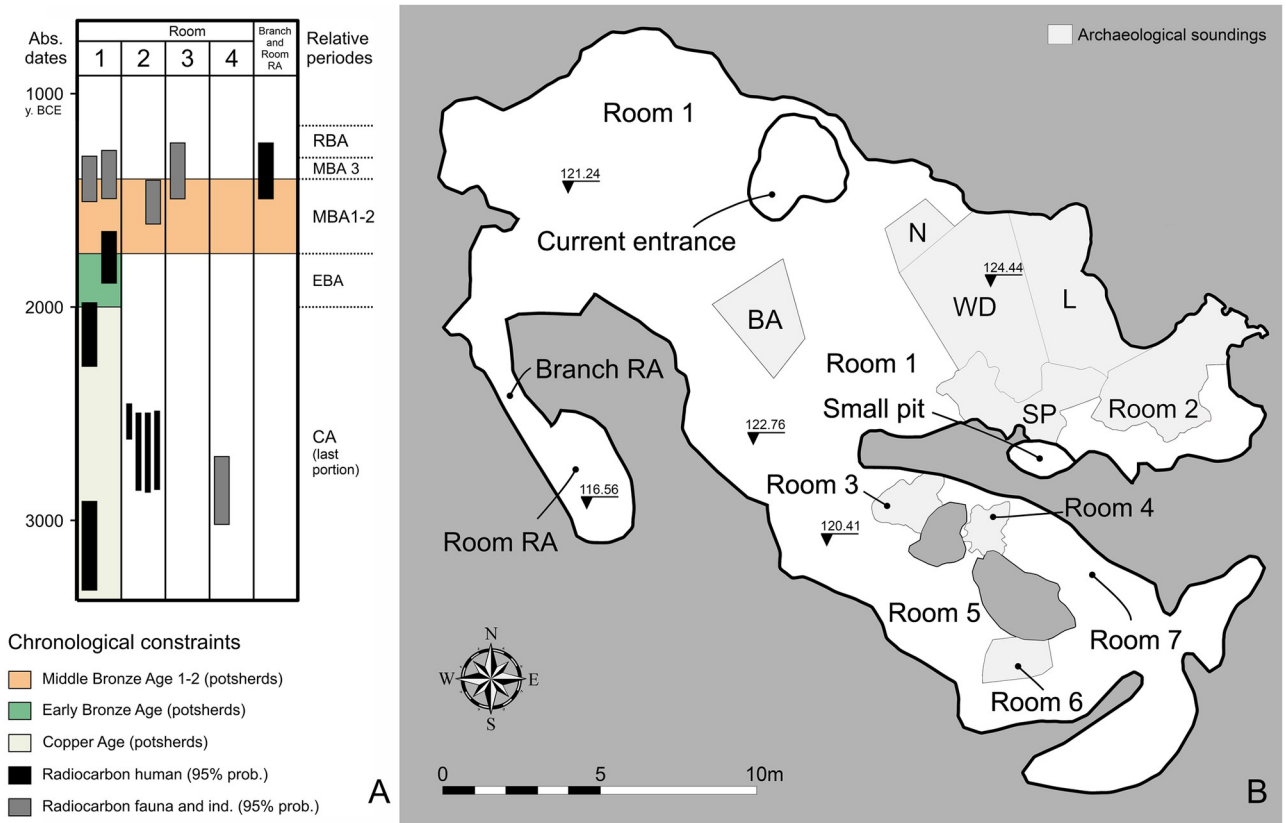 Abs.
dates
Room
Branch
and
Room
RA
Relative
periodes
1
2
3
4
1000
y. BCE
RBA
MBA 3
MBA1-2
EBA
2000
CA
(last
portion)
3000
Chronological constraints
Middle Bronze Age 1-2 (potsherds)
Early Bronze Age (potsherds)
Copper Age (potsherds)
Radiocarbon human (95% prob.)
Radiocarbon fauna and ind. (95% prob.)
A
Archaeological soundings
Room 1
121.24
Current entrance
N
124.44
WD
L
BA
Branch RA
Room 1
Small pit
SP
Room 2
122.76
Room 3
Room 4
116.56
120.41
Room RA
Room 5
Room 7
Room 6
N
W
E
S
0
5
10m
B